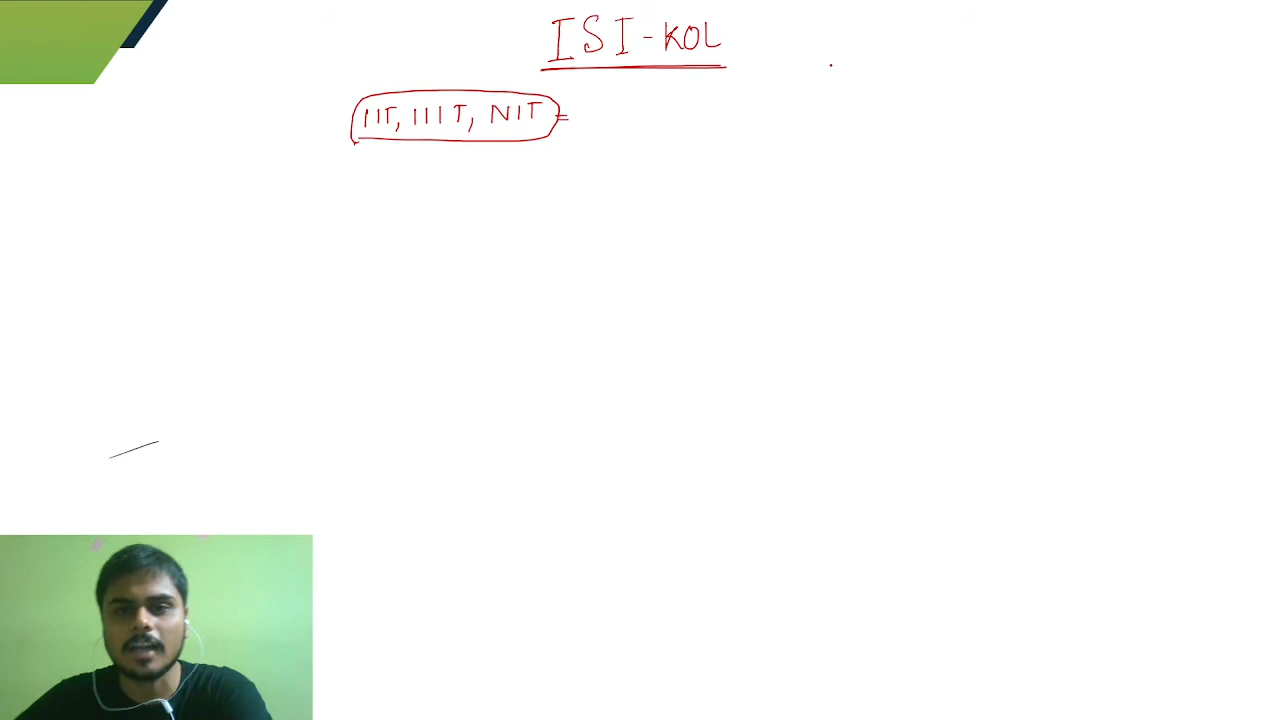 ISI-KOL
IIT, IIIT, NIT =